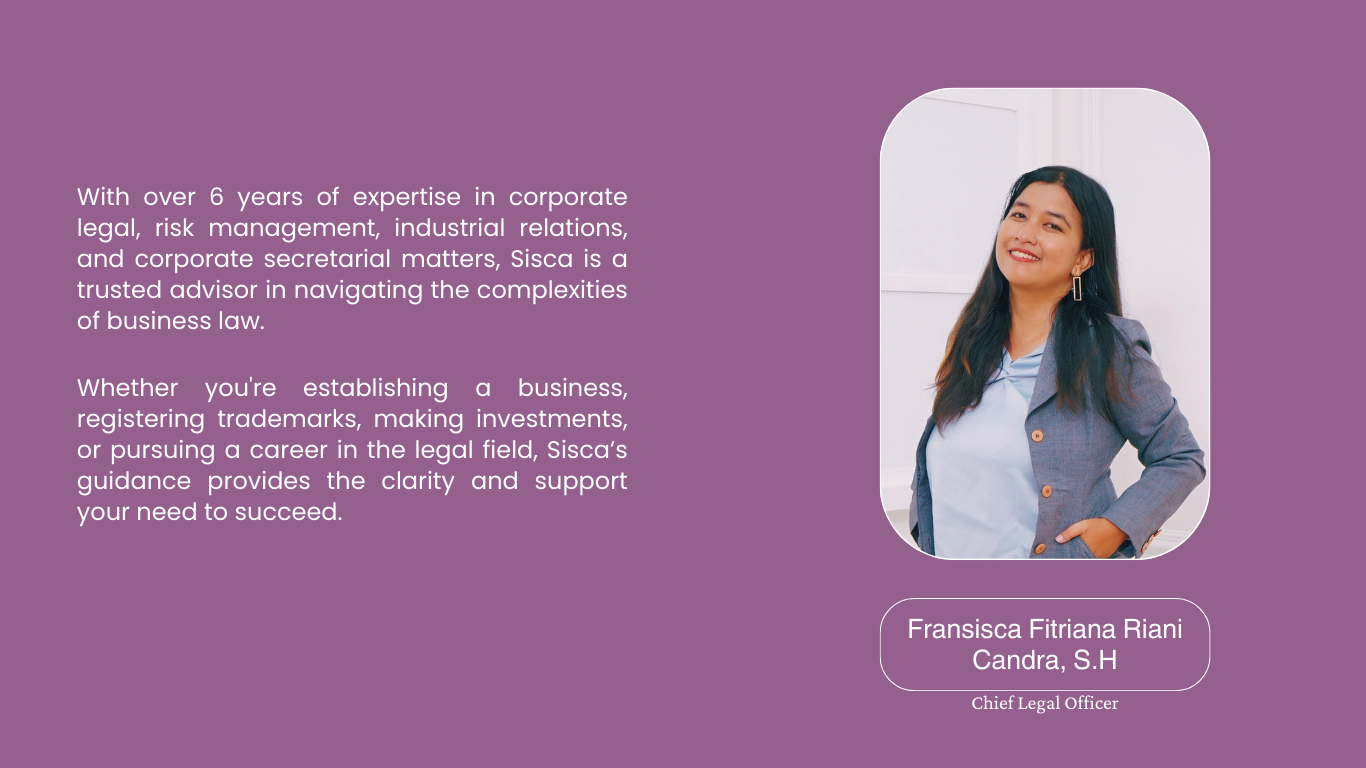 With over 6 years of expertise in corporate
legal, risk management, industrial relations,
and corporate secretarial matters, Sisca is a
trusted advisor in navigating the complexities
of business law.
Whether you're establishing a business,
registering trademarks, making investments,
or pursuing a career in the legal field, Sisca’s
guidance provides the clarity and support
your need to succeed.
Fransisca Fitriana Riani
Candra, S.H
Chief Legal Officer